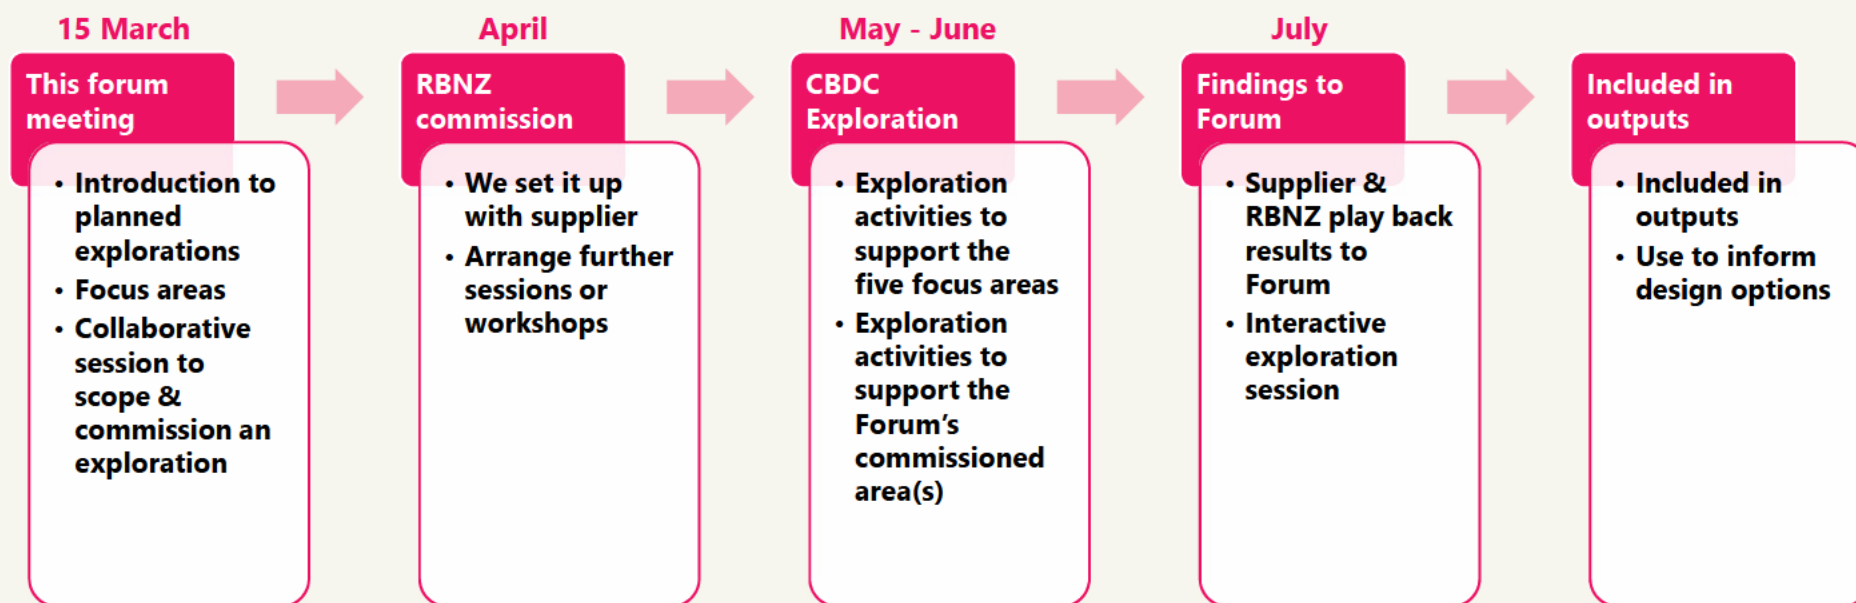 15 March
This forum
meeting
• Introduction to
planned
explorations
• Focus areas
• Collaborative
session to
scope &
commission an
exploration
April
RBNZ
commission
• We set it up
with supplier
• Arrange further
sessions or
workshops
May - June
CBDC
Exploration
• Exploration
activities to
support the
five focus areas
• Exploration
activities to
support the
Forum’s
commissioned
area(s)
July
Findings to
Forum
• Supplier &
RBNZ play back
results to
Forum
• Interactive
exploration
session
Included in
outputs
• Included in
outputs
• Use to inform
design options